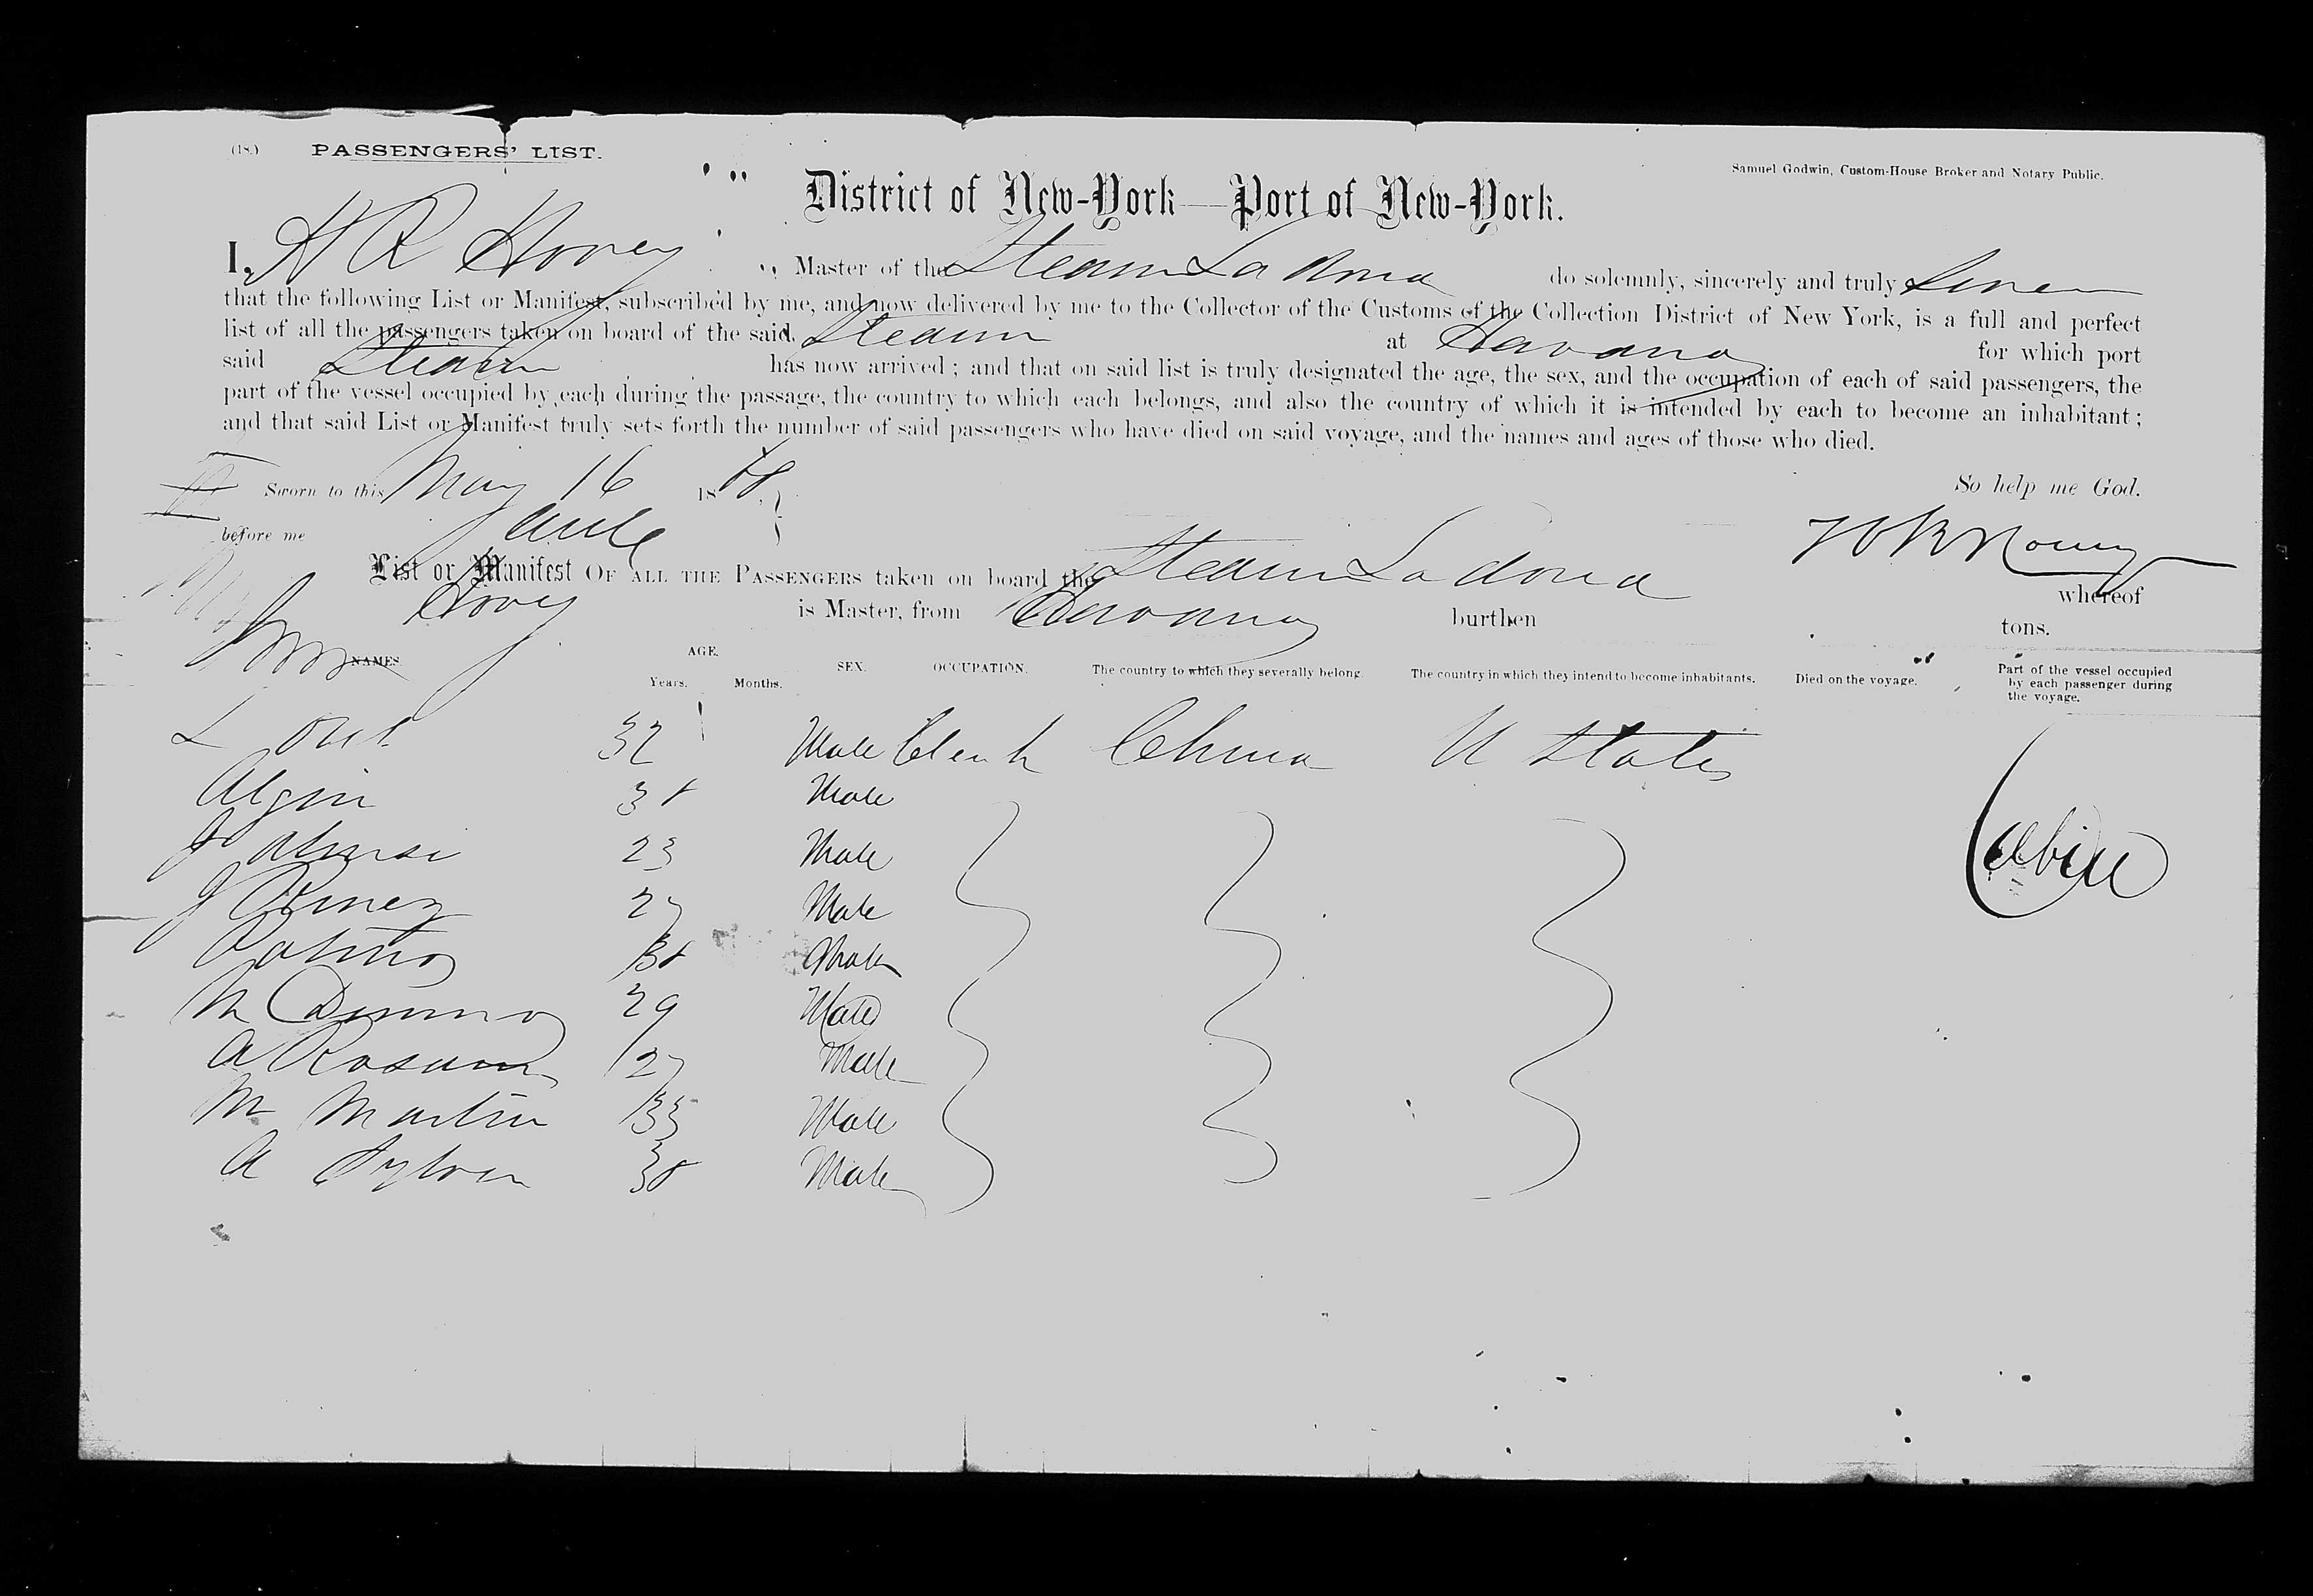 (18.) PASSENGERS' LIST.
Samuel Godwin, Custom-House Broker and Notary Public.
District of New-York—Port of New-York.
I, H R Hovey Master of the Steam La dona do solemnly, sincerely and truly Swear
that the following List or Manifest, subscribed by me, and now delivered by me to the Collector of the Customs of the Collection District of New York, is a full and perfect
list of all the passengers taken on board of the said Steam at Havana for which port
said Steam has now arrived; and that on said list is truly designated the age, the sex, and the occupation of each of said passengers, the
part of the vessel occupied by each during the passage, the country to which each belongs, and also the country of which it is intended by each to become an inhabitant;
and that said List or Manifest truly sets forth the number of said passengers who have died on said voyage, and the names and ages of those who died.
Sworn to this May 16 1868 So help me God.
before me
List or Manifest OF ALL THE PASSENGERS taken on board the Steam La dona whereof
Hovey is Master, from Havana burthen tons.
NAMES. AGE. Years. Months. SEX. OCCUPATION. The country to which they severally belong. The country in which they intend to become inhabitants. Died on the voyage. Part of the vessel occupied by each passenger during the voyage.
L 32 Male Clerk China U States
Algin Male
23 Male Cabin
J 27 Male
Male
M 29 Male
A 27 Male
M Martin 33 Male
A Male